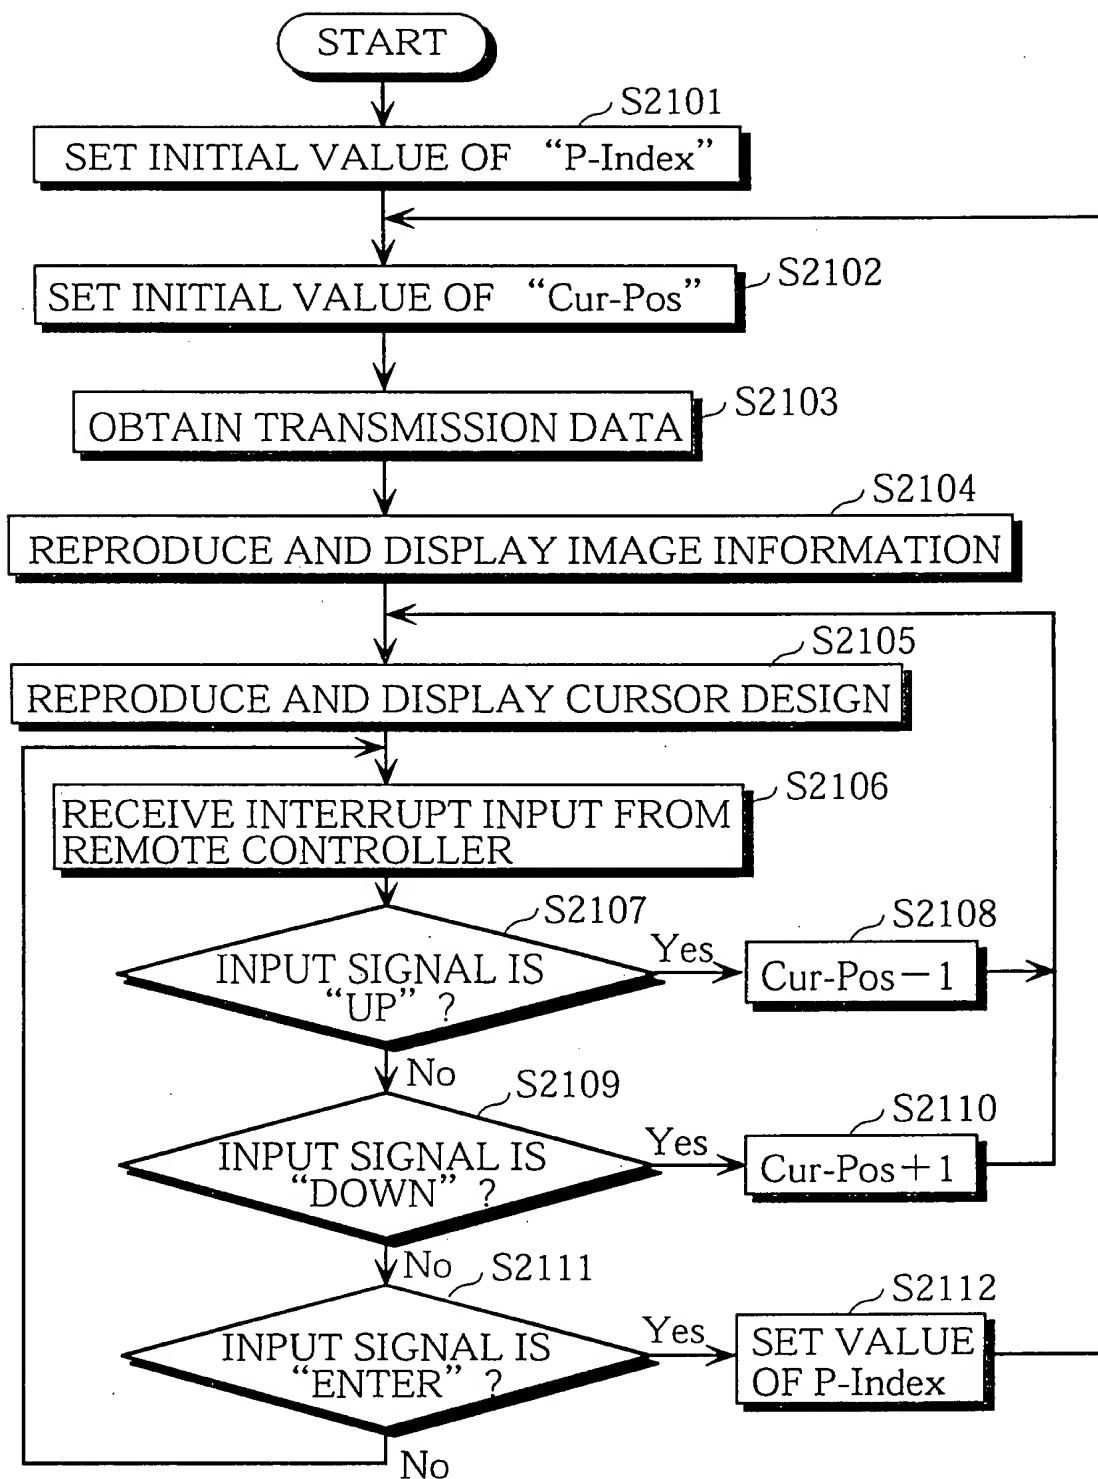 START
S2101
SET INITIAL VALUE OF “P-Index”
S2102
SET INITIAL VALUE OF “Cur-Pos”
S2103
OBTAIN TRANSMISSION DATA
S2104
REPRODUCE AND DISPLAY IMAGE INFORMATION
S2105
REPRODUCE AND DISPLAY CURSOR DESIGN
S2106
RECEIVE INTERRUPT INPUT FROM
REMOTE CONTROLLER
S2107
INPUT SIGNAL IS
“UP” ?
Yes
S2108
Cur-Pos−1
No
S2109
INPUT SIGNAL IS
“DOWN” ?
Yes
S2110
Cur-Pos+1
No
S2111
INPUT SIGNAL IS
“ENTER” ?
Yes
S2112
SET VALUE
OF P-Index
No